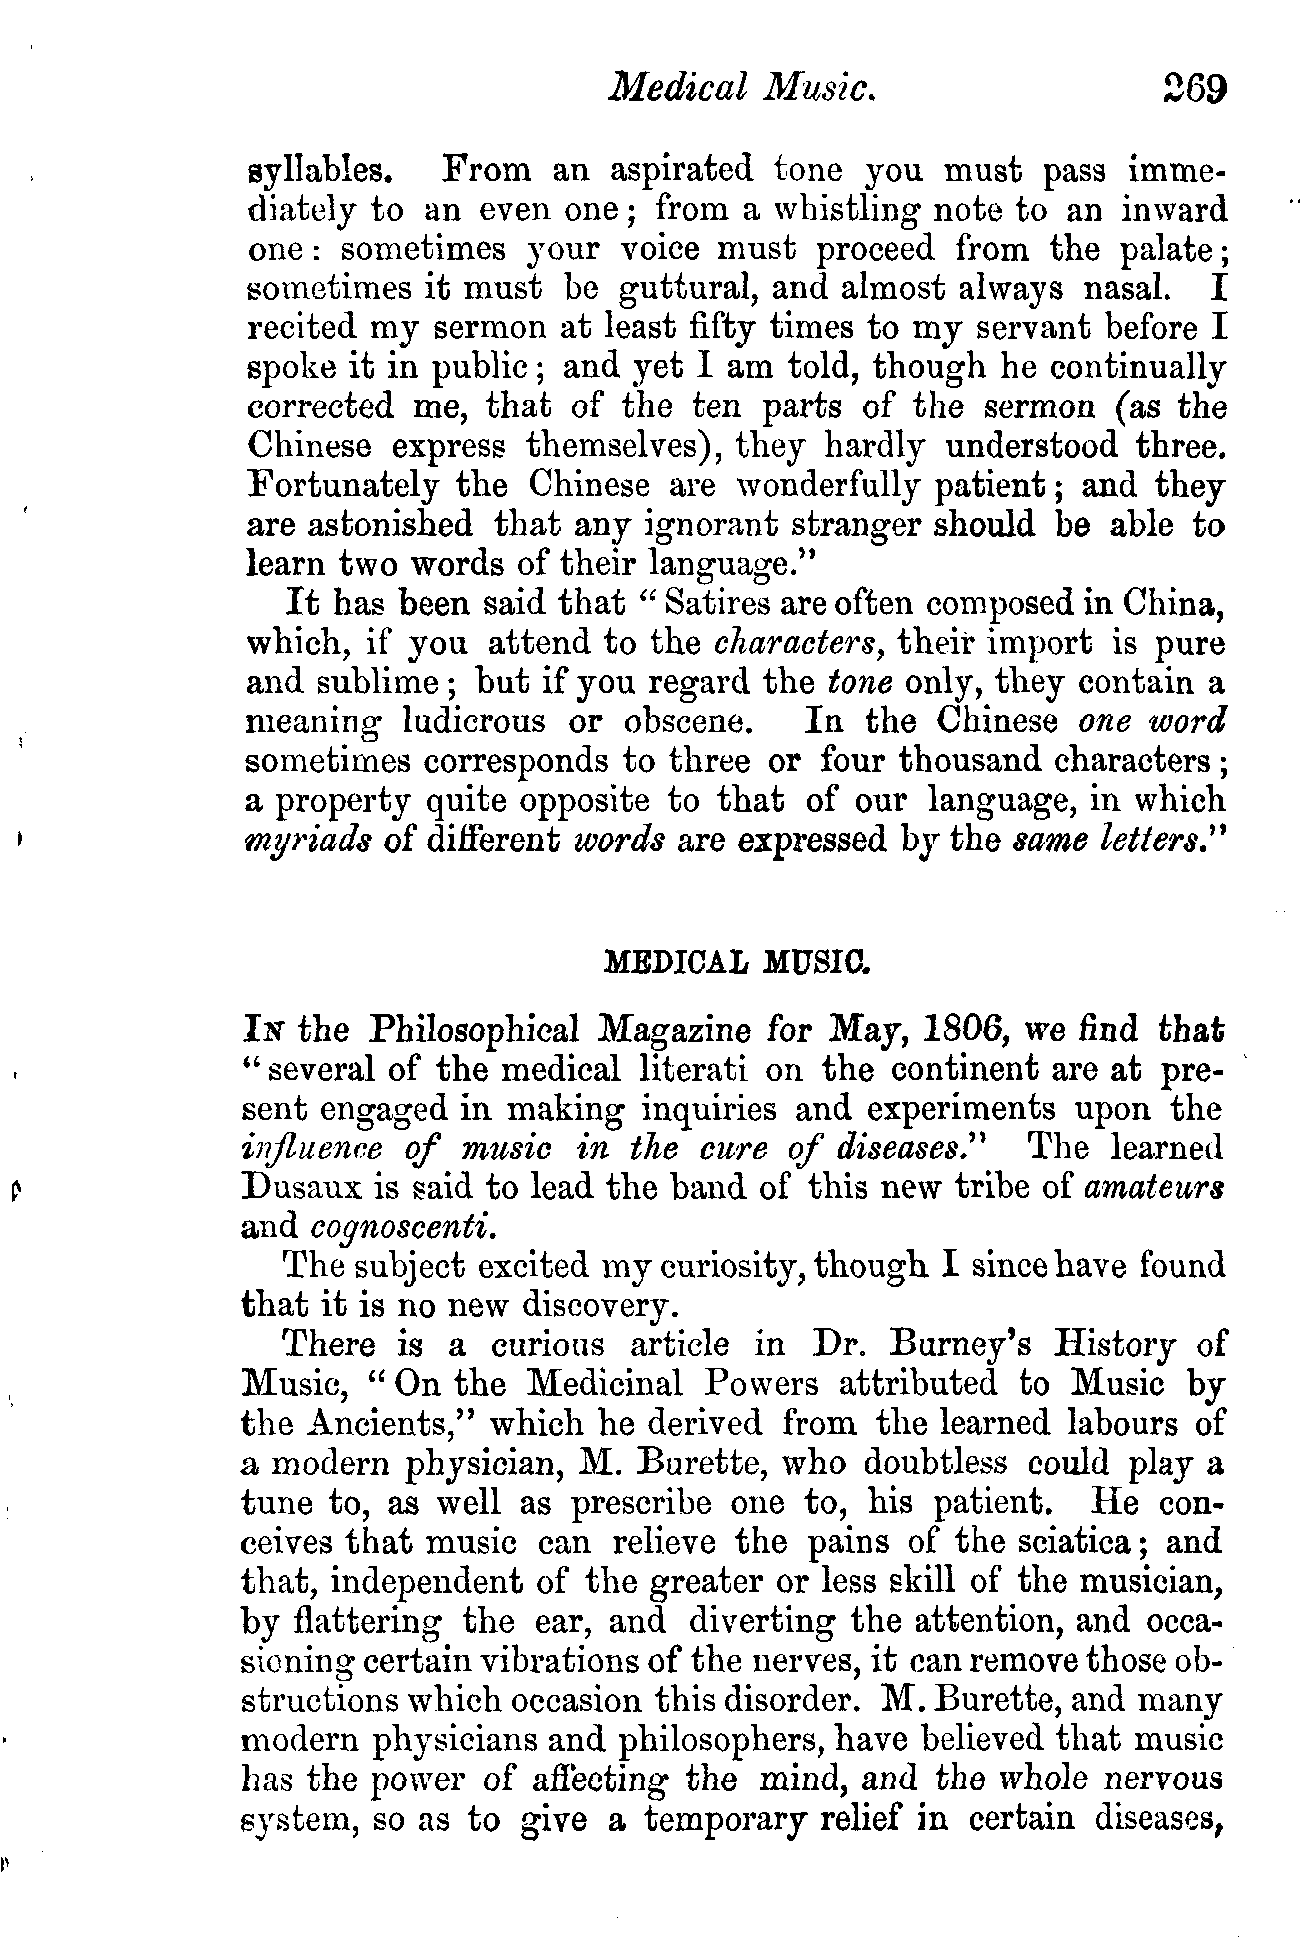 Medical Music. 269
syllables. From an aspirated tone you must pass imme-
diately to an even one; from a whistling note to an inward
one: sometimes your voice must proceed from the palate;
sometimes it must be guttural, and almost always nasal. I
recited my sermon at least fifty times to my servant before I
spoke it in public; and yet I am told, though he continually
corrected me, that of the ten parts of the sermon (as the
Chinese express themselves), they hardly understood three.
Fortunately the Chinese are wonderfully patient; and they
are astonished that any ignorant stranger should be able to
learn two words of their language."
It has been said that "Satires are often composed in China,
which, if you attend to the characters, their import is pure
and sublime; but if you regard the tone only, they contain a
meaning ludicrous or obscene. In the Chinese one word
sometimes corresponds to three or four thousand characters;
a property quite opposite to that of our language, in which
myriads of different words are expressed by the same letters."
MEDICAL MUSIC.
IN the Philosophical Magazine for May, 1806, we find that
"several of the medical literati on the continent are at pre-
sent engaged in making inquiries and experiments upon the
influence of music in the cure of diseases." The learned
Dusaux is said to lead the band of this new tribe of amateurs
and cognoscenti.
The subject excited my curiosity, though I since have found
that it is no new discovery.
There is a curious article in Dr. Burney's History of
Music, "On the Medicinal Powers attributed to Music by
the Ancients," which he derived from the learned labours of
a modern physician, M. Burette, who doubtless could play a
tune to, as well as prescribe one to, his patient. He con-
ceives that music can relieve the pains of the sciatica; and
that, independent of the greater or less skill of the musician,
by flattering the ear, and diverting the attention, and occa-
sioning certain vibrations of the nerves, it can remove those ob-
structions which occasion this disorder. M. Burette, and many
modern physicians and philosophers, have believed that music
has the power of affecting the mind, and the whole nervous
system, so as to give a temporary relief in certain diseases,